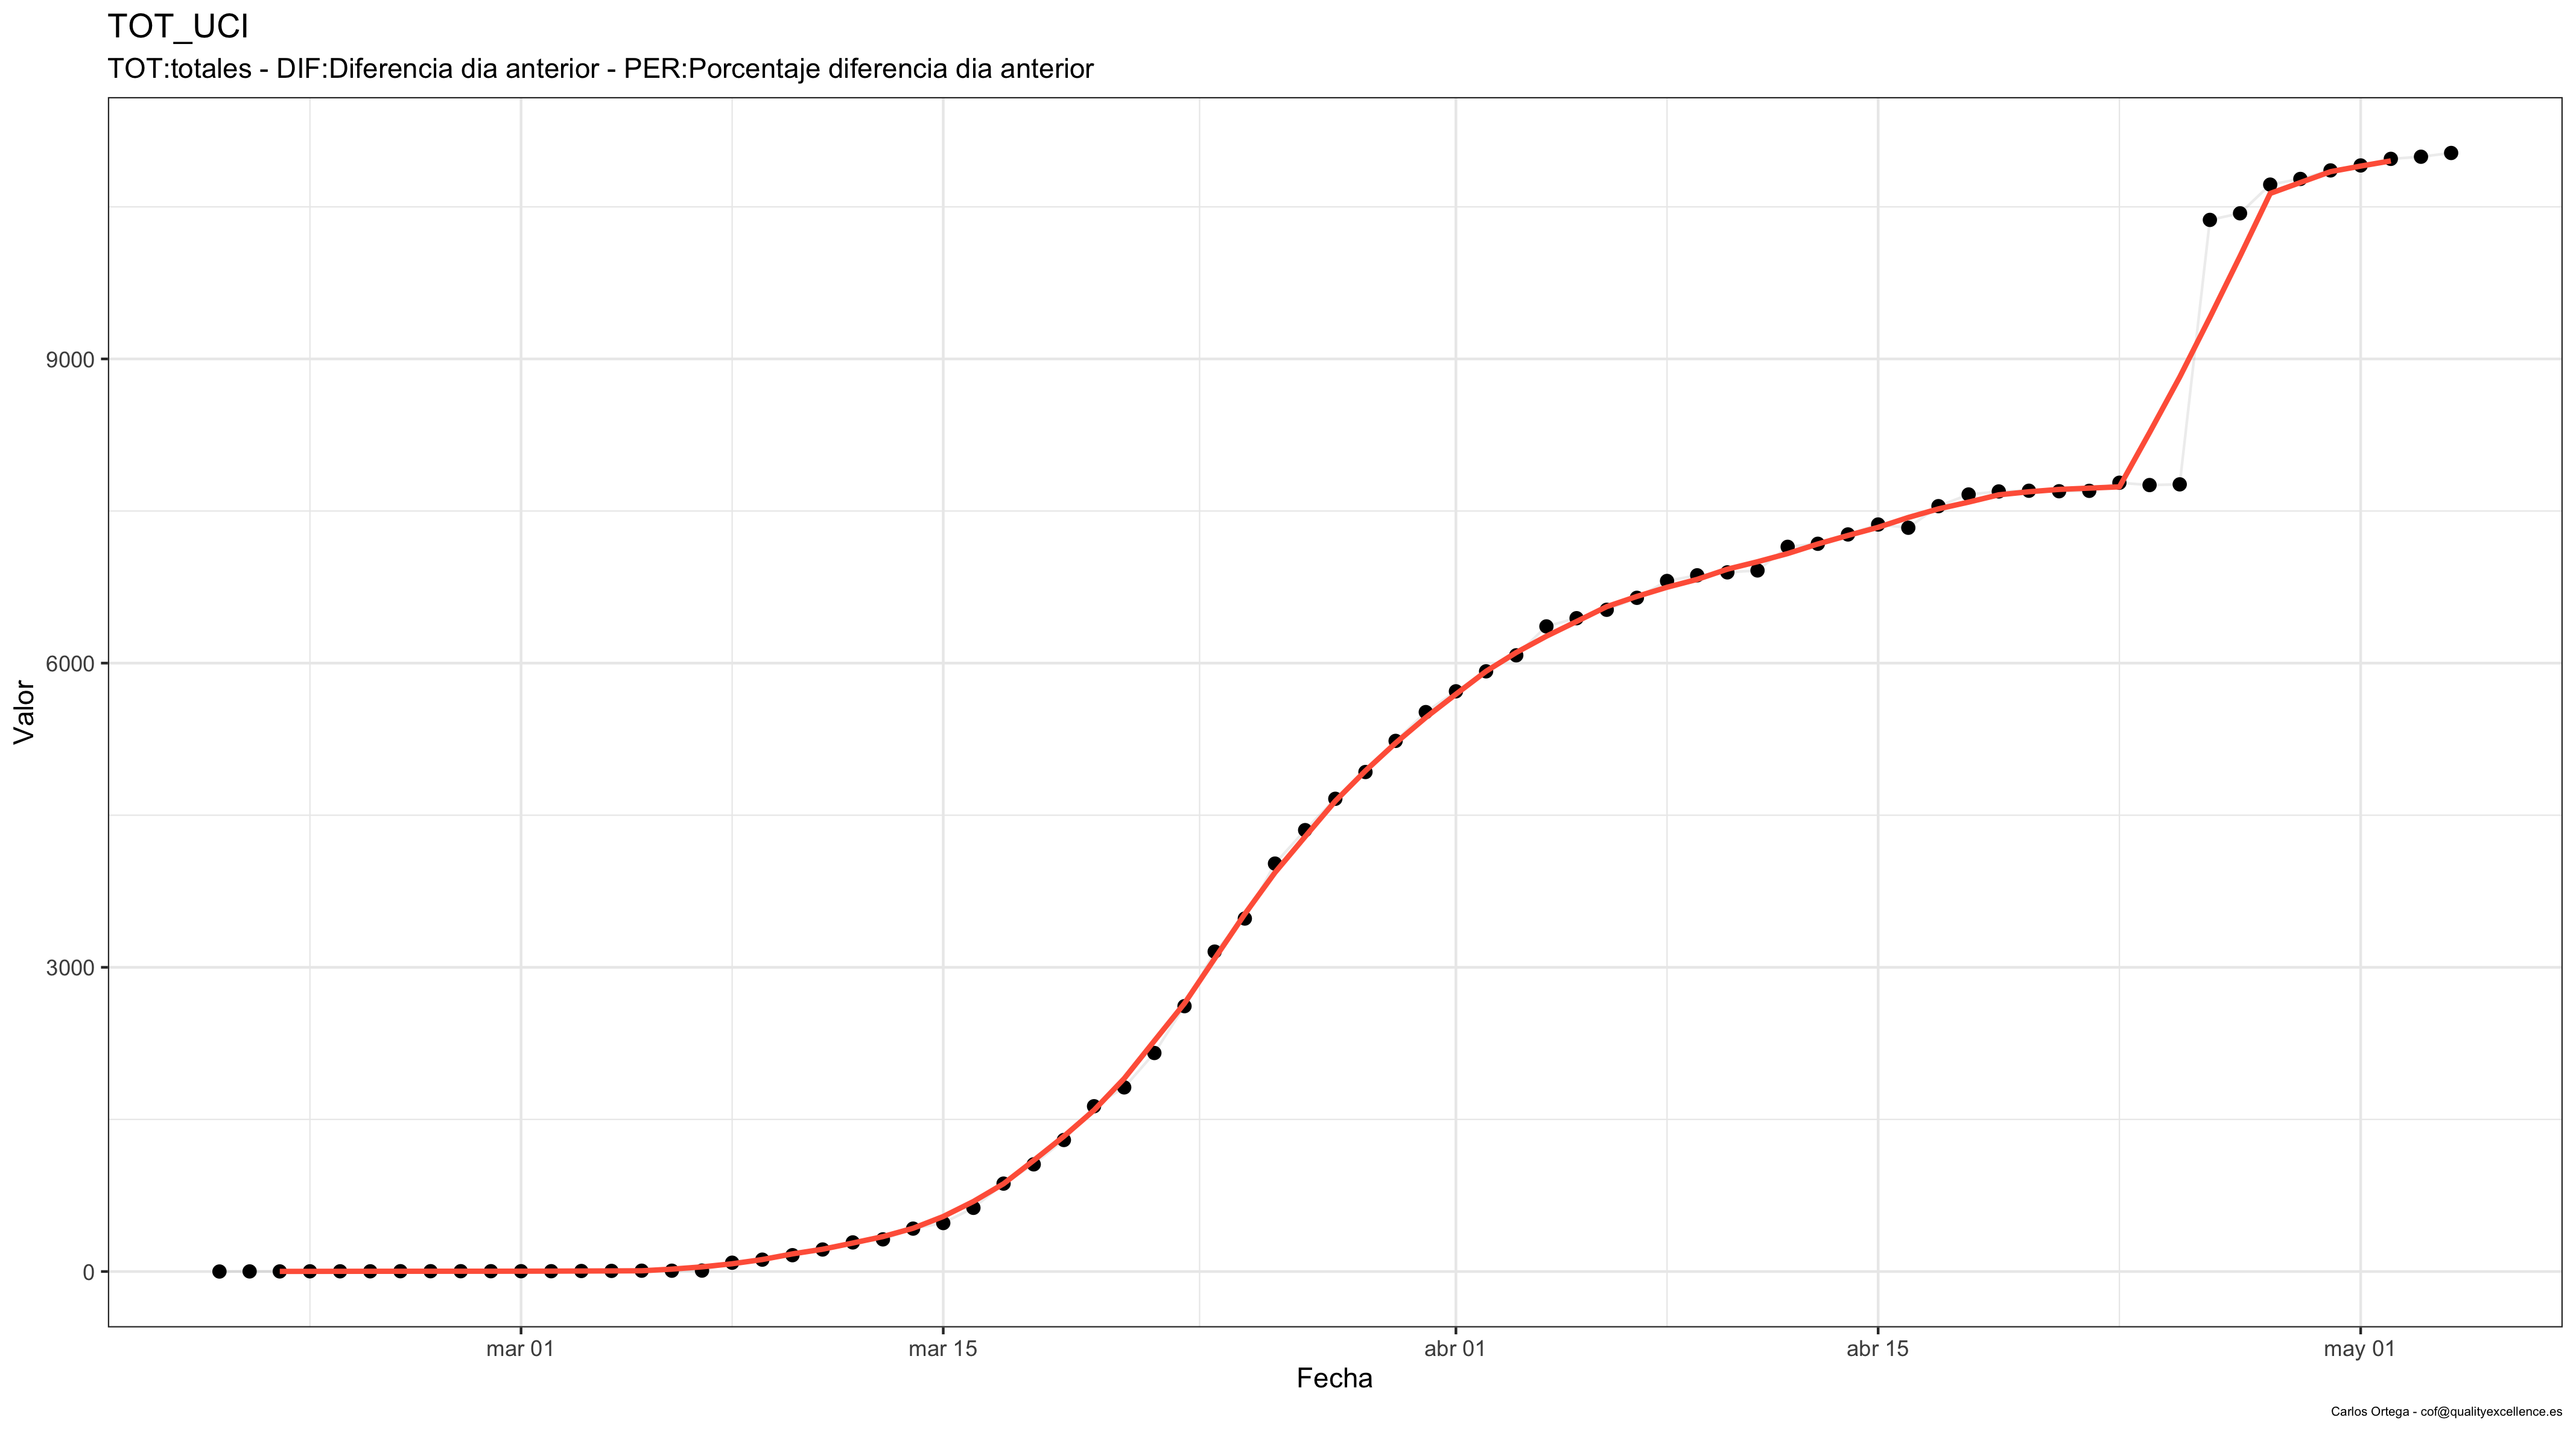 TOT_UCI
TOT:totales - DIF:Diferencia dia anterior - PER:Porcentaje diferencia dia anterior
Valor
9000
6000
3000
0
mar 01
mar 15
abr 01
abr 15
may 01
Fecha
Carlos Ortega - cof@qualityexcellence.es